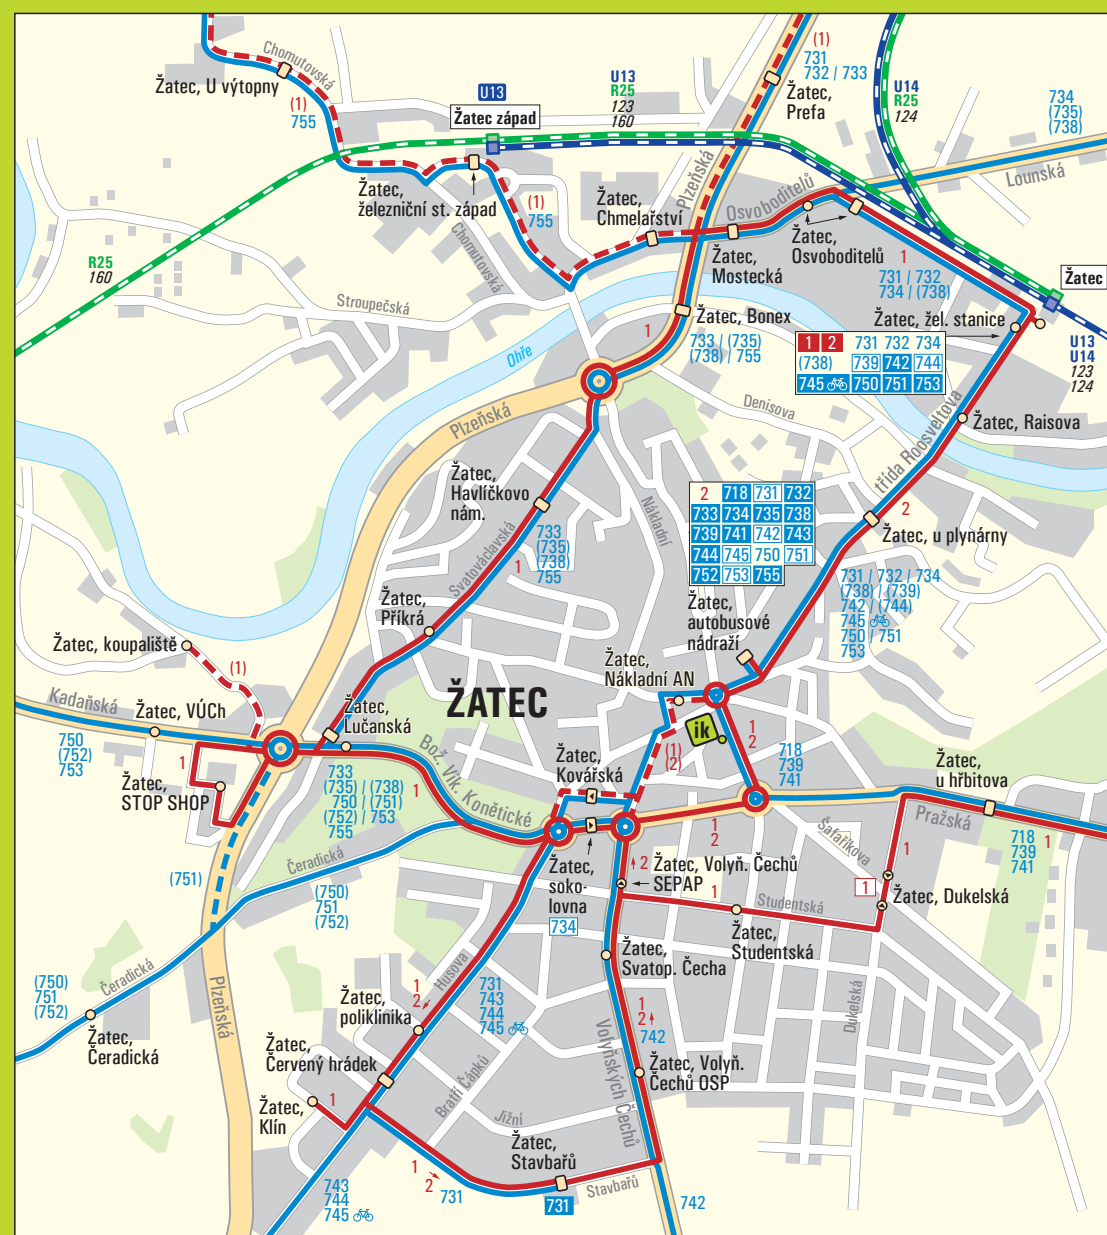 Chomutovská
Žatec, U výtopny
(1)
755
U13
Žatec západ
U13
R25
123
160
(1)
731
732 / 733
Žatec,
Prefa
U14
R25
124
734
(735)
(738)
Lounská
Žatec,
železniční st. západ
Chomutovská
(1)
755
Žatec,
Chmelařství
Plzeňská
Osvoboditelů
Žatec,
Mostecká
Žatec,
Osvoboditelů
1
731 / 732
734 / (738)
Žatec
R25
160
Stroupečská
Ohře
1
Žatec, Bonex
733 / (735)
(738) / 755
Žatec, žel. stanice
1 2 731 732 734
(738) 739 742 744
745 750 751 753
U13
U14
123
124
Plzeňská
Denisova
třída Roosveltova
Žatec, Raisova
Žatec,
Havlíčkovo
nám.
Nákladní
2 718 731 732
733 734 735 738
739 741 742 743
744 745 750 751
752 753 755
2
Žatec, u plynárny
Svatováclavská
733
(735)
(738)
755
1
731 / 732 / 734
(738) / (739)
742 / (744)
745
750 / 751
753
Žatec,
Příkrá
Žatec,
autobusové
nádraží
Žatec, koupaliště
(1)
Žatec,
Nákladní AN
Kadaňská
Žatec, VÚCh
Žatec,
Lučanská
ŽATEC
ik
750
(752)
753
1
Žatec,
STOP SHOP
Bož. Vik. Konětické
(1)
(2)
1
2
718
739
741
Žatec,
Kovářská
Žatec,
u hřbitova
733
(735) / (738)
750 / (751)
(752) / 753
755
1
Pražská
1
2
Šafaříkova
1
718
739
741
1
Čeradická
(751)
(750)
751
(752)
Žatec,
soko-
lovna
734
2
Žatec, Volyň. Čechů
SEPAP
1
1
Žatec, Dukelská
Studentská
Žatec,
Studentská
(750)
751
(752)
Čeradická
Plzeňská
Husova
Žatec,
Svatop. Čecha
1
2
731
743
744
745
Žatec,
poliklinika
1
2
742
Dukelská
Žatec,
Čeradická
Žatec,
Červený hrádek
Volyňských Čechů
Žatec, Volyň.
Čechů OSP
Bratří Čapků
Žatec,
Klín
1
Jižní
Žatec,
Stavbařů
1
2
731
731
Stavbařů
743
744
745
742